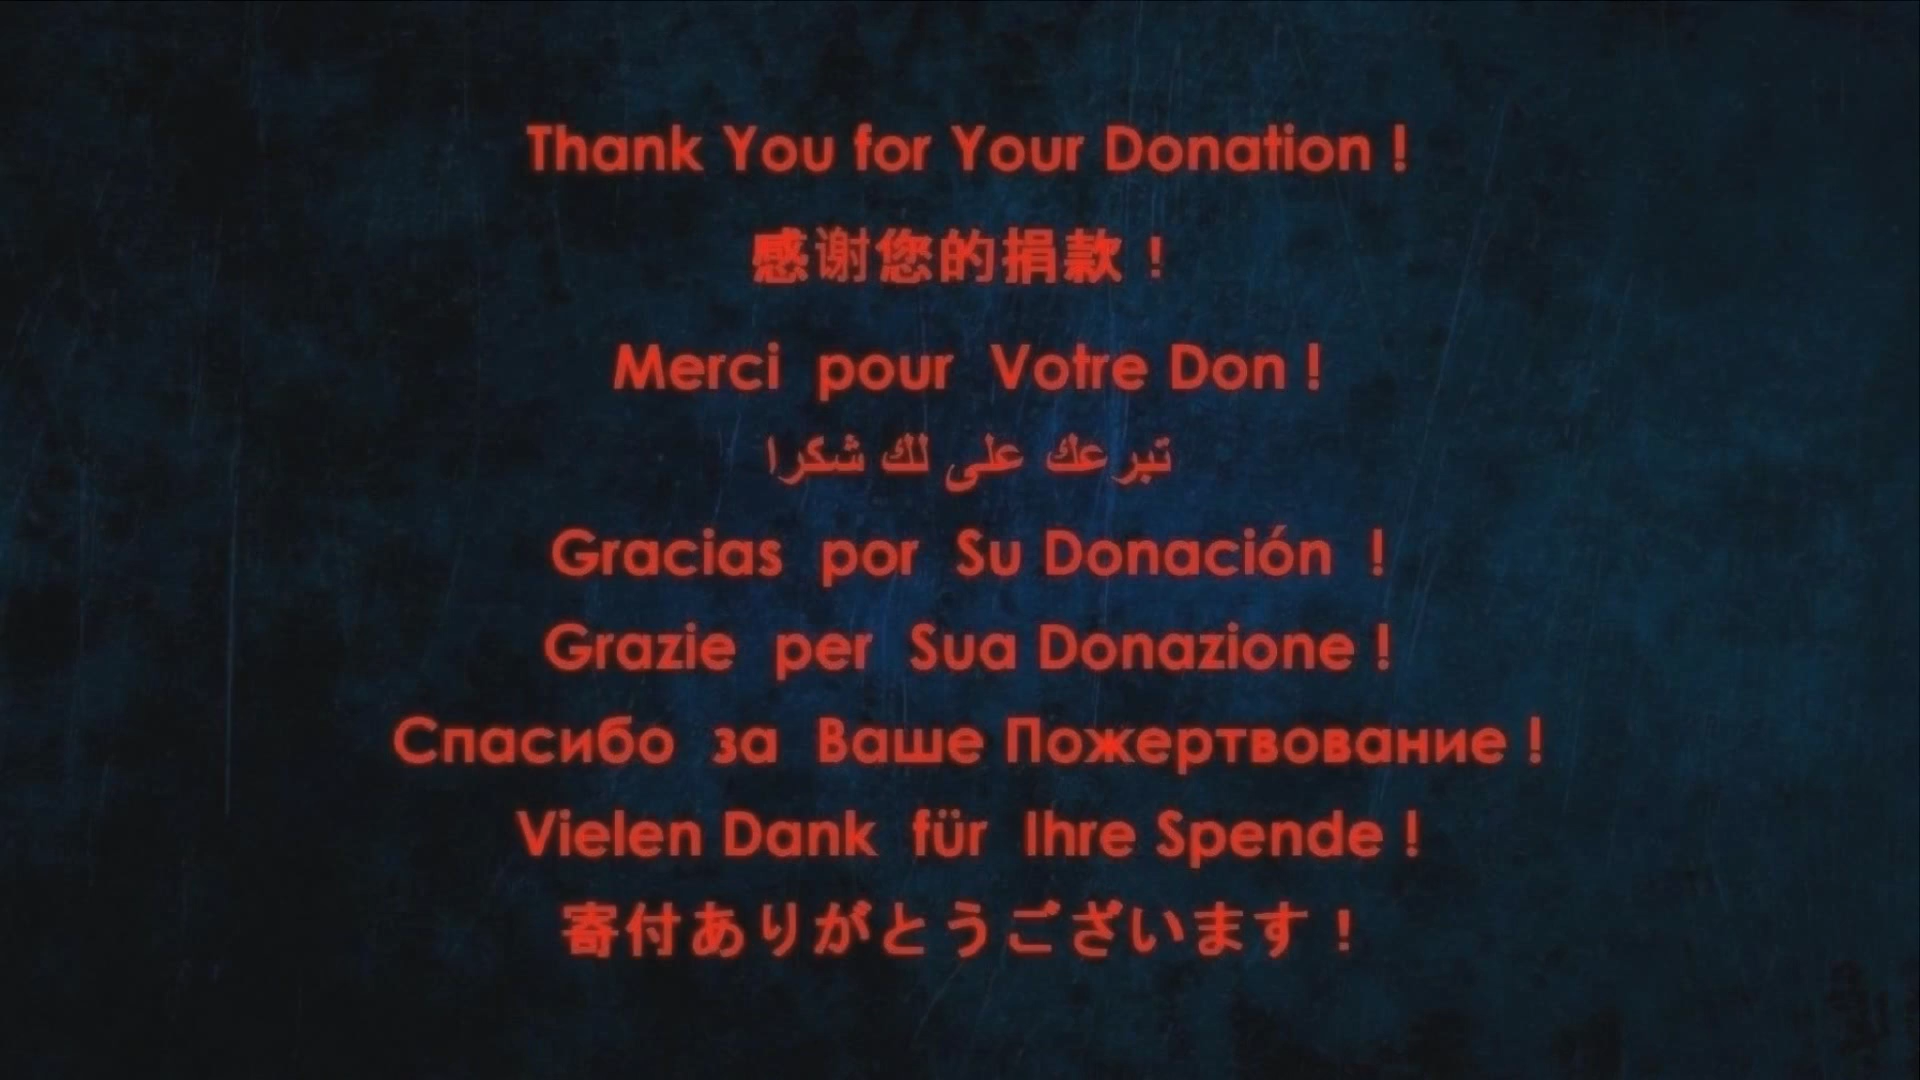 Thank You for Your Donation !
感谢您的捐款 !
Merci pour Votre Don !
تبرعك على لك شكرا
Gracias por Su Donación !
Grazie per Sua Donazione !
Спасибо за Ваше Пожертвование !
Vielen Dank für Ihre Spende !
寄付ありがとうございます !